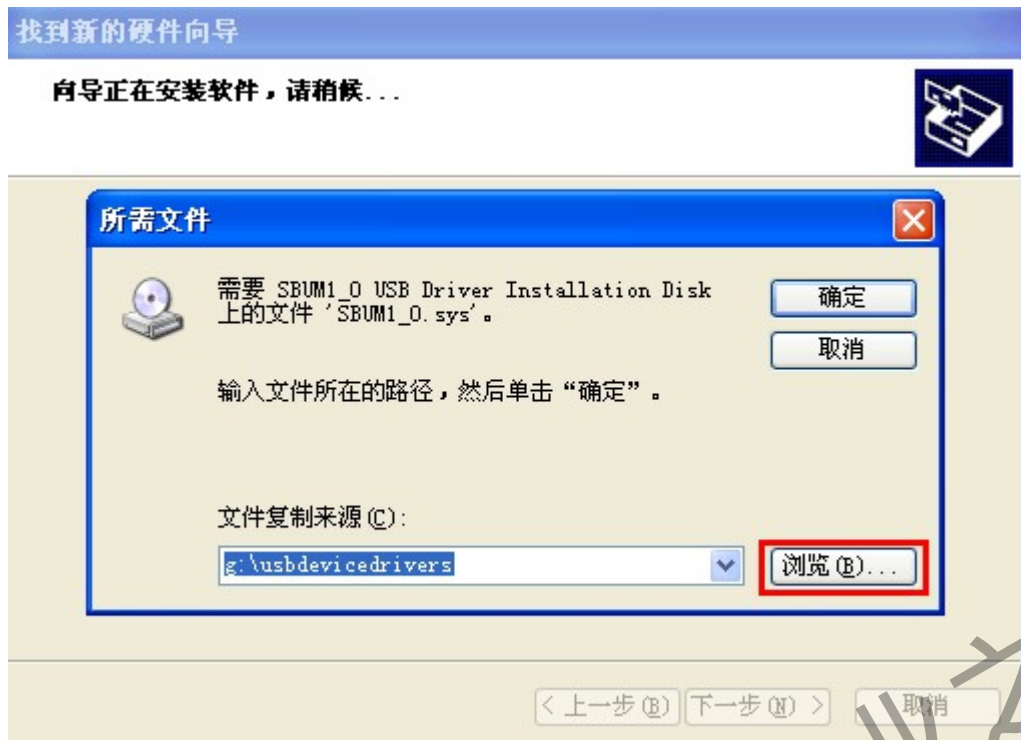 找到新的硬件向导
向导正在安装软件，请稍候...
所需文件
需要 SBUM1_0 USB Driver Installation Disk
上的文件 'SBUM1_0.sys'。
确定
取消
输入文件所在的路径，然后单击“确定”。
文件复制来源(C):
g:\usbdevicedrivers
浏览(B)...
< 上一步(B) 下一步(N) > 取消